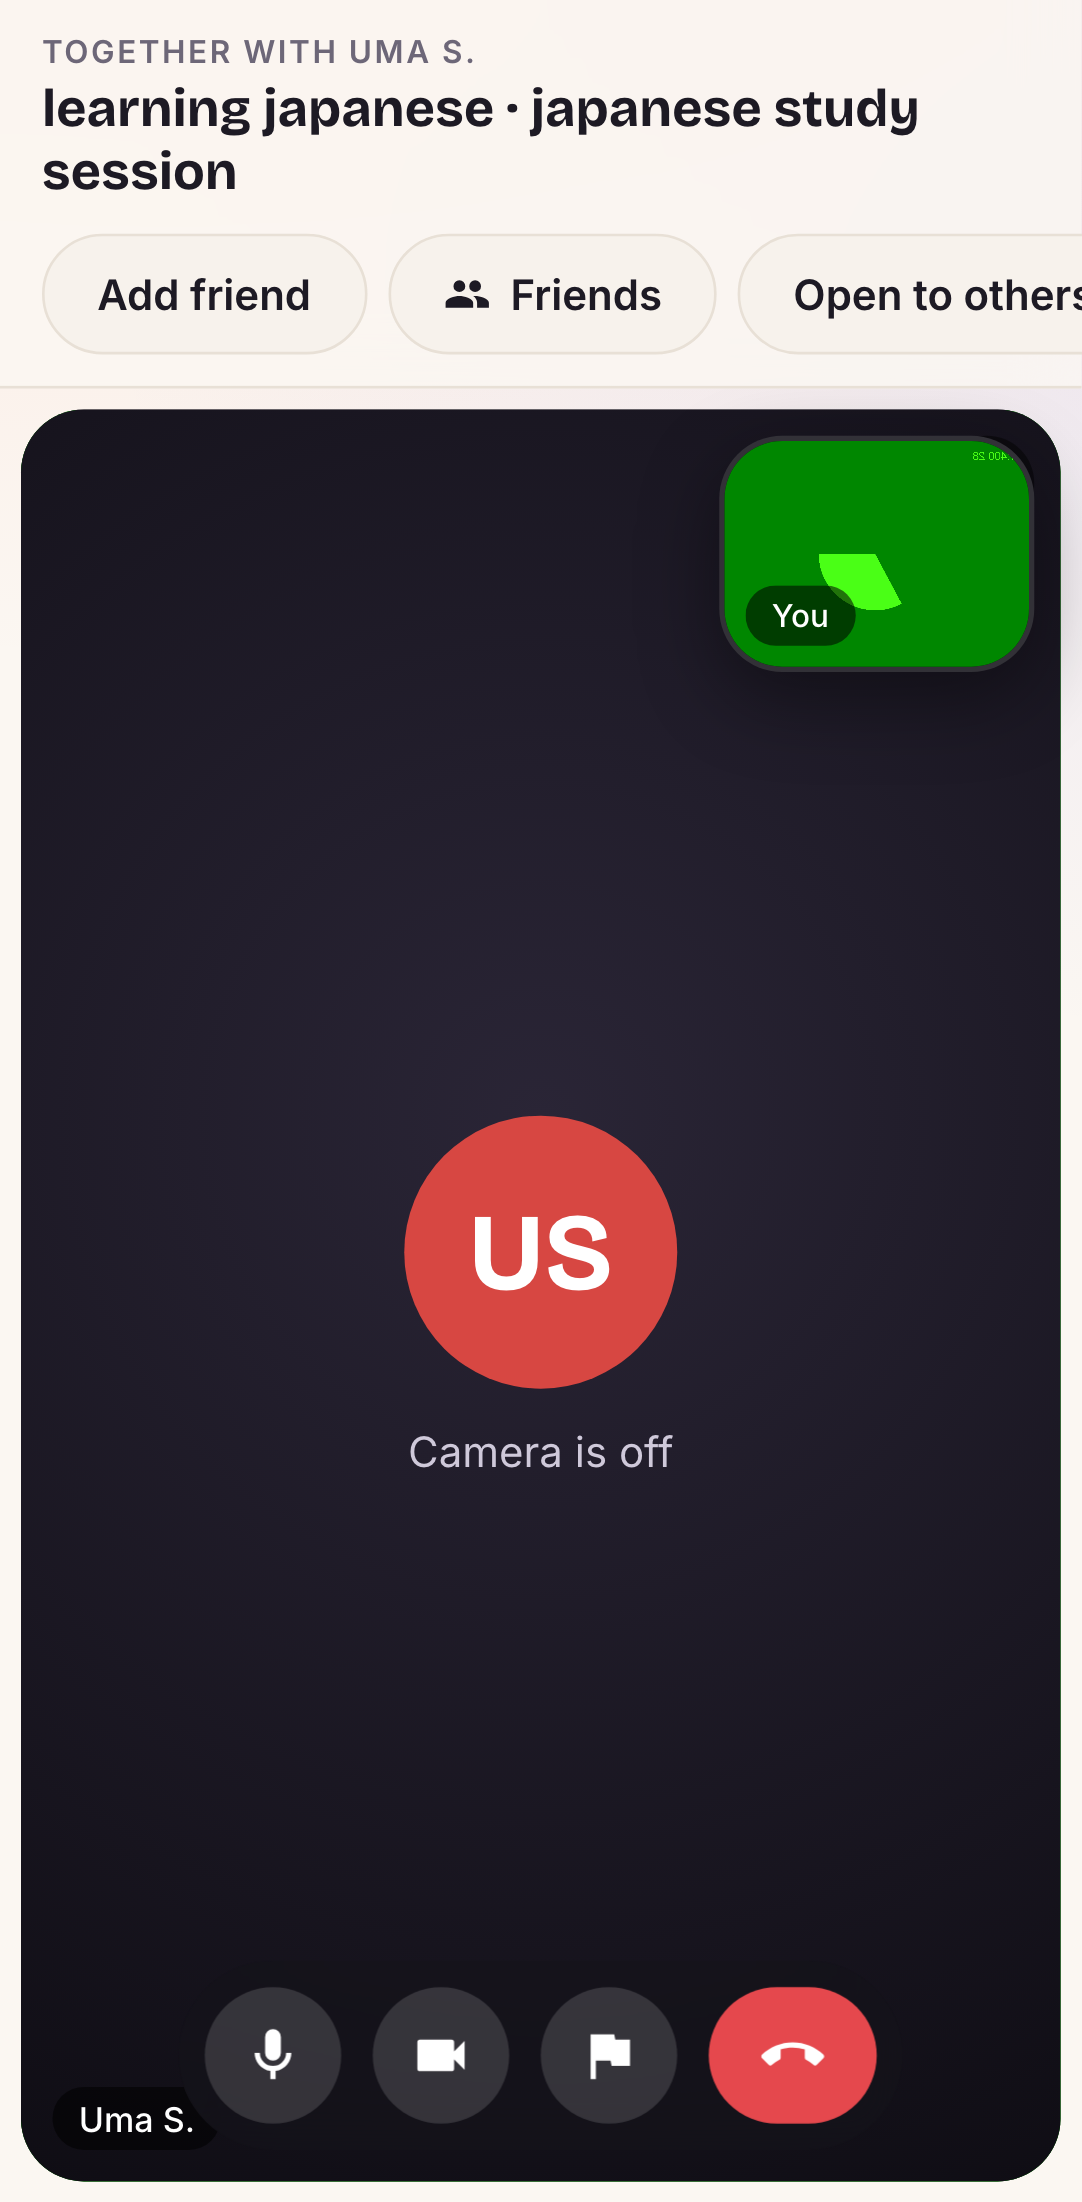 TOGETHER WITH UMA S.
learning japanese · japanese study
session
Add friend
Friends
Open to others
You
US
Camera is off
Uma S.